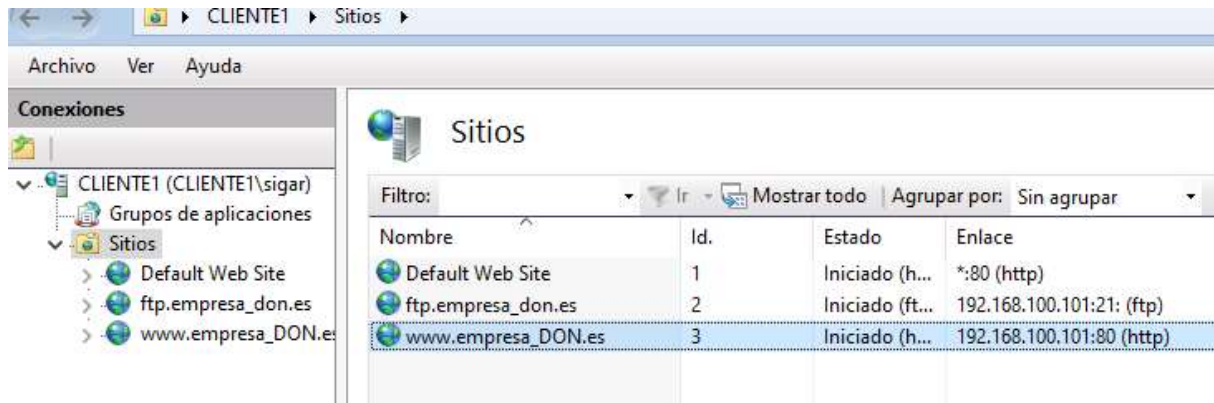 CLIENTE1 Sitios
Archivo Ver Ayuda
Conexiones
CLIENTE1 (CLIENTE1\sigar)
Grupos de aplicaciones
Sitios
Default Web Site
ftp.empresa_don.es
www.empresa_DON.es
Sitios
Filtro: Ir Mostrar todo Agrupar por: Sin agrupar
Nombre Id. Estado Enlace
Default Web Site 1 Iniciado (h... *:80 (http)
ftp.empresa_don.es 2 Iniciado (ft... 192.168.100.101:21: (ftp)
www.empresa_DON.es 3 Iniciado (h... 192.168.100.101:80 (http)